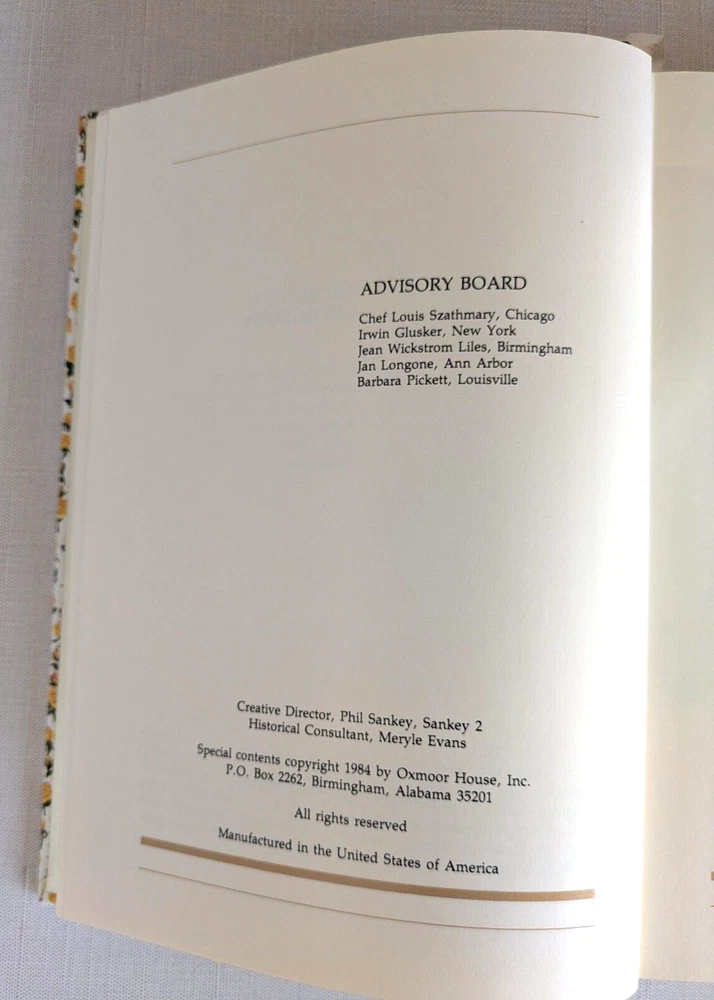 ADVISORY BOARD
Chef Louis Szathmary, Chicago
Irwin Glusker, New York
Jean Wickstrom Liles, Birmingham
Jan Longone, Ann Arbor
Barbara Pickett, Louisville
Creative Director, Phil Sankey, Sankey 2
Historical Consultant, Meryle Evans
Special contents copyright 1984 by Oxmoor House, Inc.
P.O. Box 2262, Birmingham, Alabama 35201
All rights reserved
Manufactured in the United States of America